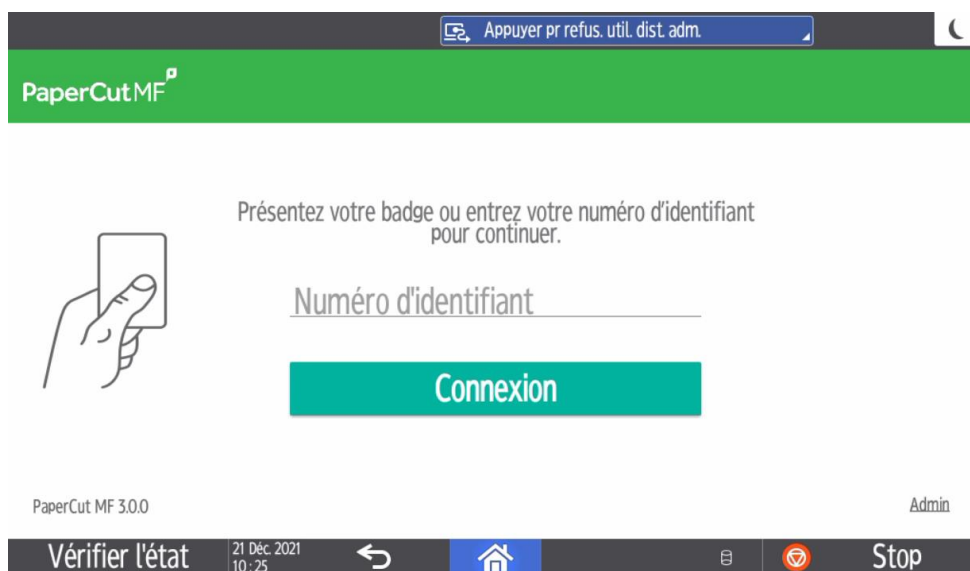 Appuyer pr refus. util. dist. adm.
PaperCut MF
Présentez votre badge ou entrez votre numéro d'identifiant
pour continuer.
Numéro d'identifiant
Connexion
PaperCut MF 3.0.0
Admin
Vérifier l'état
21 Déc. 2021
10 : 25
Stop